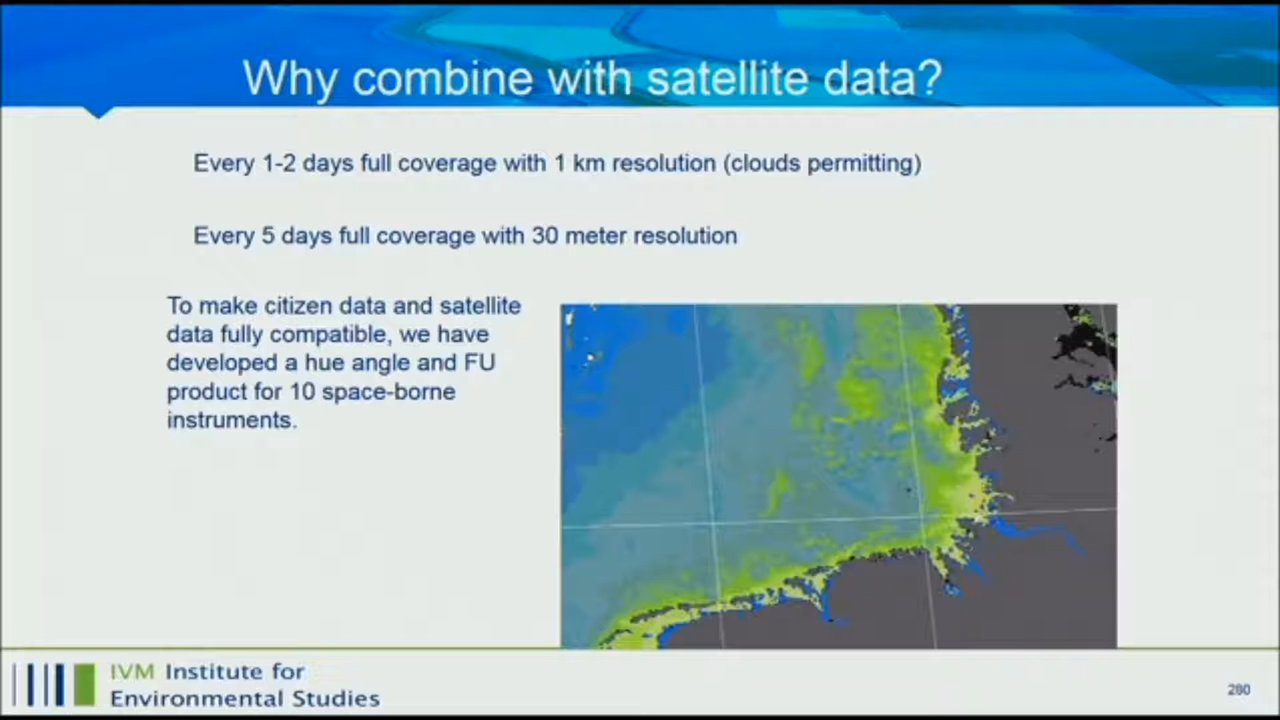 Why combine with satellite data?
Every 1-2 days full coverage with 1 km resolution (clouds permitting)
Every 5 days full coverage with 30 meter resolution
To make citizen data and satellite
data fully compatible, we have
developed a hue angle and FU
product for 10 space-borne
instruments.
IVM Institute for
Environmental Studies
280